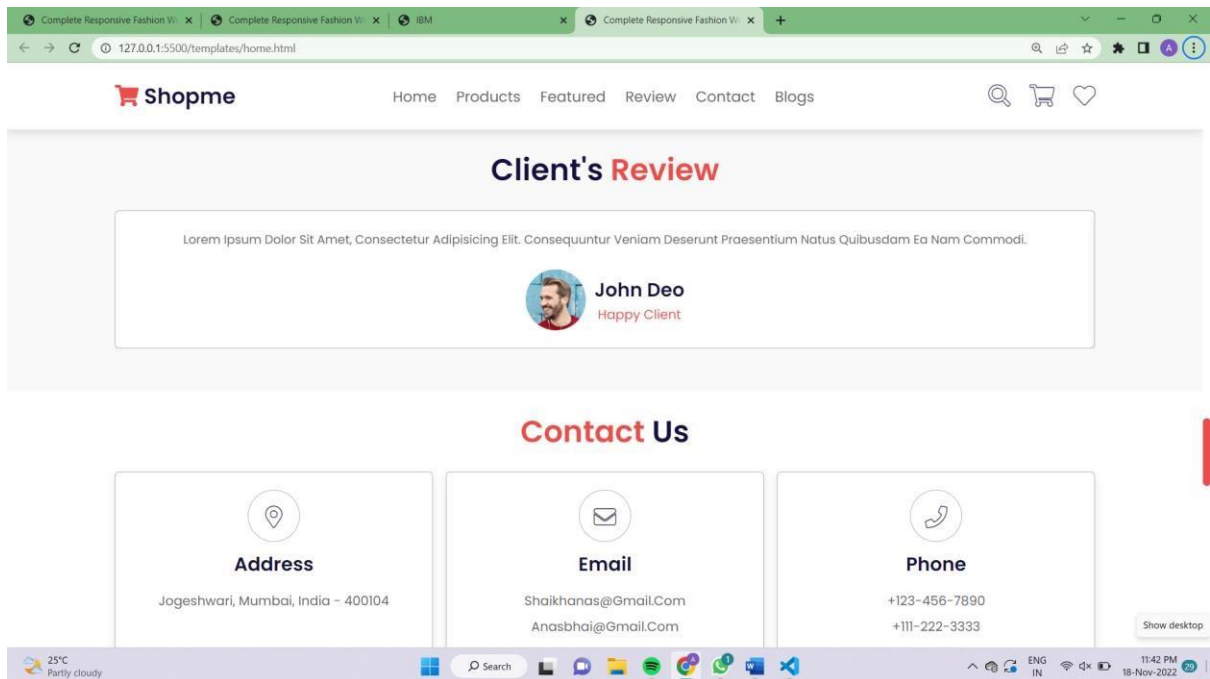 Complete Responsive Fashion W
Complete Responsive Fashion W
IBM
Complete Responsive Fashion W
127.0.0.1:5500/templates/home.html
A
Shopme
Home Products Featured Review Contact Blogs
Client's Review
Lorem Ipsum Dolor Sit Amet, Consectetur Adipisicing Elit. Consequuntur Veniam Deserunt Praesentium Natus Quibusdam Ea Nam Commodi.
John Deo
Happy Client
Contact Us
Address
Jogeshwari, Mumbai, India - 400104
Email
Shaikhanas@Gmail.Com
Anasbhai@Gmail.Com
Phone
+123-456-7890
+111-222-3333
Show desktop
25°C
Partly cloudy
Search
ENG
IN
11:42 PM
18-Nov-2022
29